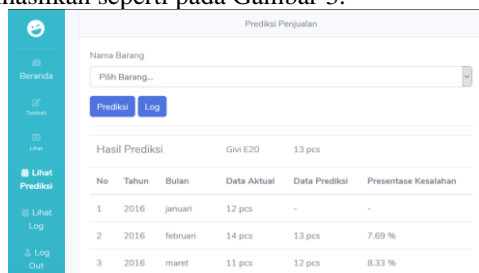 masilkan seperti pada Gambar 5.
Prediksi Penjualan
Beranda
Tambah
Lihat
Lihat Prediksi
Lihat Log
Log Out
Nama Barang
Pilih Barang...
Prediksi Log
Hasil Prediksi Givi E20 13 pcs
No Tahun Bulan Data Aktual Data Prediksi Presentase Kesalahan
1 2016 januari 12 pcs - -
2 2016 februari 14 pcs 13 pcs 7.69 %
3 2016 maret 11 pcs 12 pcs 8.33 %